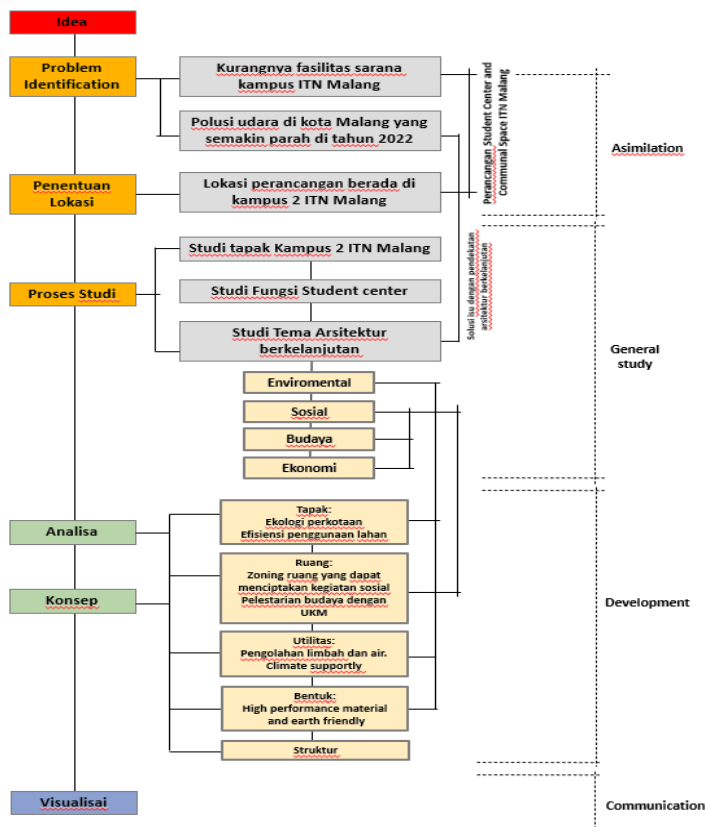 Idea
Problem
Identification
Kurangnya fasilitas sarana
kampus ITN Malang
Polusi udara di kota Malang yang
semakin parah di tahun 2022
Perancangan Student Center and
Communal Space ITN Malang
Asimilation
Penentuan
Lokasi
Lokasi perancangan berada di
kampus 2 ITN Malang
Proses Studi
Studi tapak Kampus 2 ITN Malang
Studi Fungsi Student center
Studi Tema Arsitektur
berkelanjutan
Solusi isu dengan pendekatan
arsitektur berkelanjutan
General
study
Enviromental
Sosial
Budaya
Ekonomi
Analisa
Konsep
Tapak:
Ekologi perkotaan
Efisiensi penggunaan lahan
Ruang:
Zoning ruang yang dapat
menciptakan kegiatan sosial
Pelestarian budaya dengan
UKM
Utilitas:
Pengolahan limbah dan air.
Climate supportly
Bentuk:
High performance material
and earth friendly
Struktur
Development
Visualisai
Communication